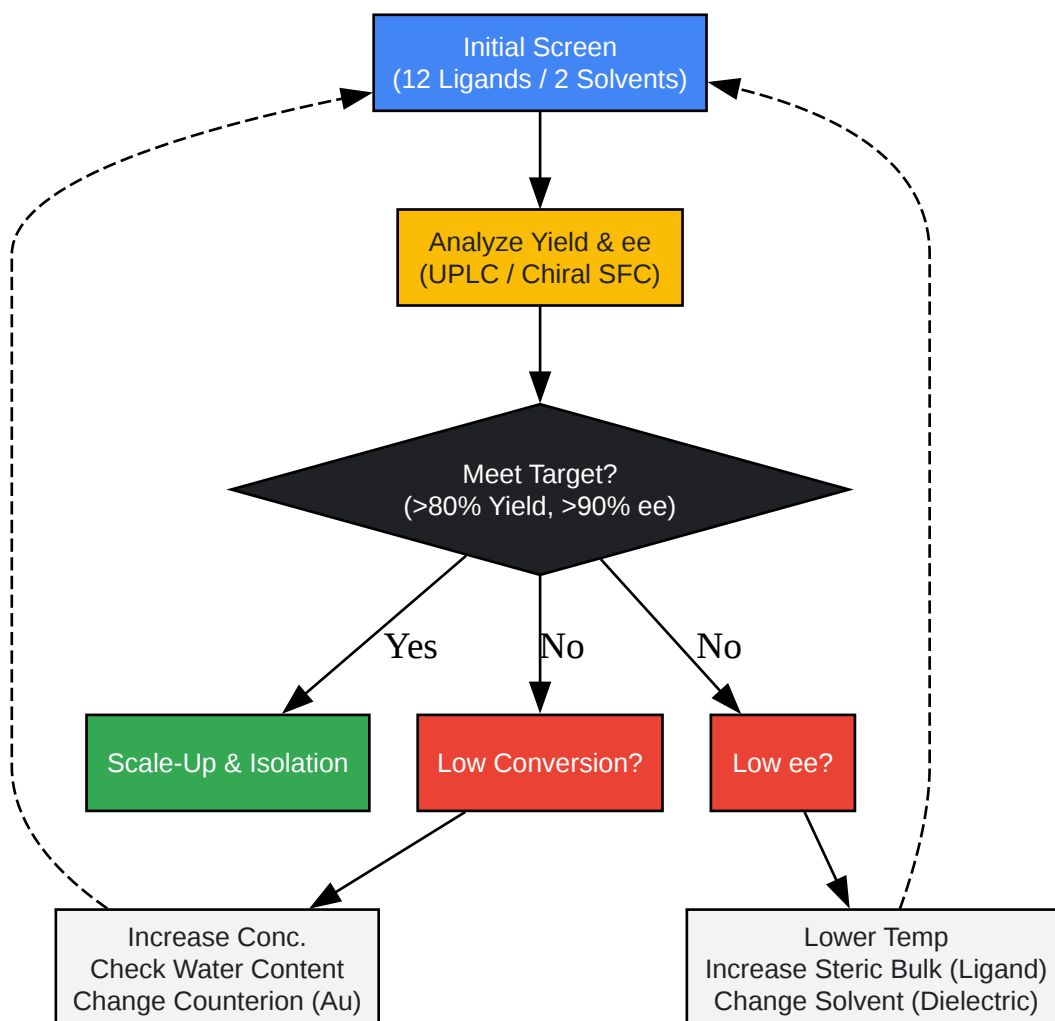 Initial Screen
(12 Ligands / 2 Solvents)
Analyze Yield & ee
(UPLC / Chiral SFC)
Meet Target?
(>80% Yield, >90% ee)
Yes
No
No
Scale-Up & Isolation
Low Conversion?
Low ee?
Increase Conc.
Check Water Content
Change Counterion (Au)
Lower Temp
Increase Steric Bulk (Ligand)
Change Solvent (Dielectric)